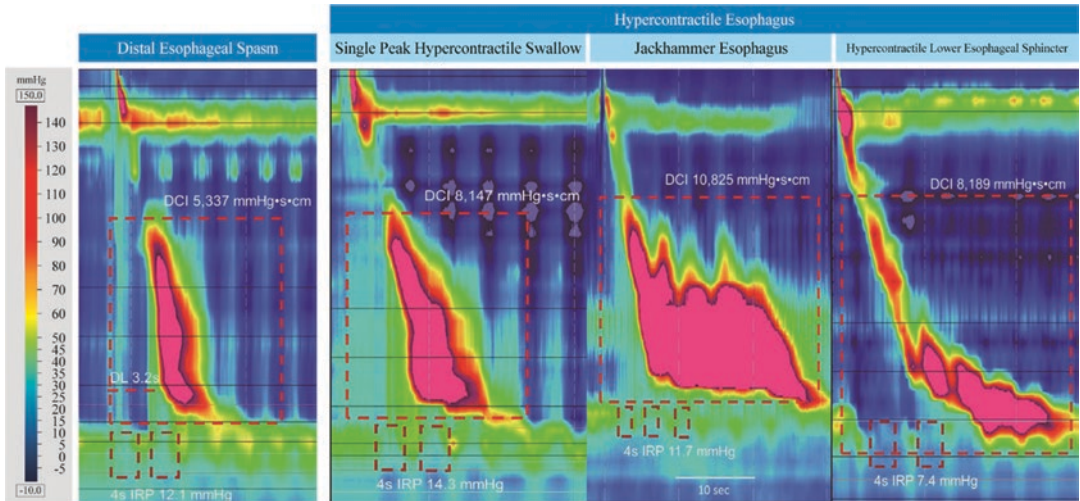 Hypercontractile Esophagus
Distal Esophageal Spasm
Single Peak Hypercontractile Swallow
Jackhammer Esophagus
Hypercontractile Lower Esophageal Sphincter
mmHg
150.0
140
130
120
110
100
90
80
70
60
50
45
40
35
30
25
20
15
10
5
0
-5
-10.0
DCI 5,337 mmHg•s•cm
DL 3.2s
4s IRP 12.1 mmHg
DCI 8,147 mmHg•s•cm
4s IRP 14.3 mmHg
DCI 10,825 mmHg•s•cm
4s IRP 11.7 mmHg
10 sec
DCI 8,189 mmHg•s•cm
4s IRP 7.4 mmHg